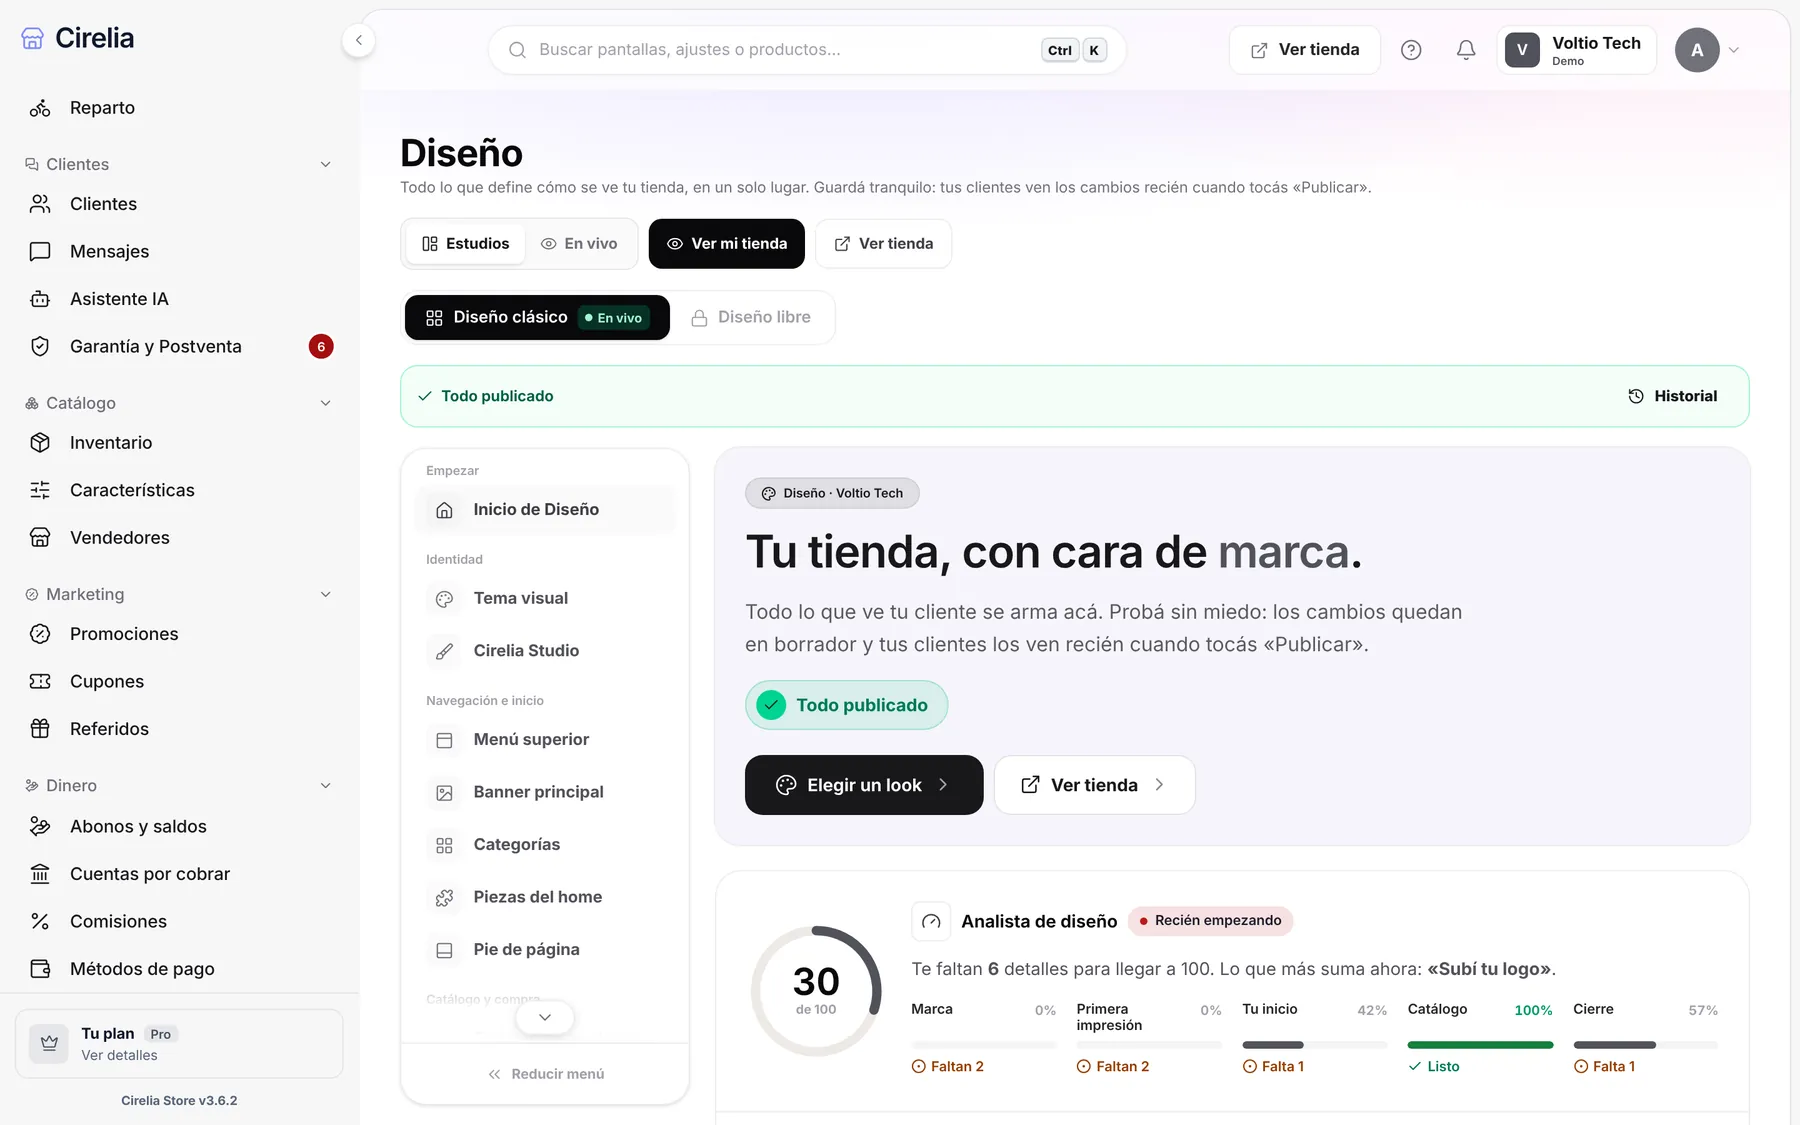 Cirelia
Buscar pantallas, ajustes o productos...
Ctrl K
Ver tienda
V
Voltio Tech
Demo
A
Reparto
Clientes
Clientes
Mensajes
Asistente IA
Garantía y Postventa
6
Catálogo
Inventario
Características
Vendedores
Marketing
Promociones
Cupones
Referidos
Dinero
Abonos y saldos
Cuentas por cobrar
Comisiones
Métodos de pago
Tu plan Pro
Ver detalles
Cirelia Store v3.6.2
Diseño
Todo lo que define cómo se ve tu tienda, en un solo lugar. Guardá tranquilo: tus clientes ven los cambios recién cuando tocás «Publicar».
Estudios
En vivo
Ver mi tienda
Ver tienda
Diseño clásico
En vivo
Diseño libre
Todo publicado
Historial
Empezar
Inicio de Diseño
Identidad
Tema visual
Cirelia Studio
Navegación e inicio
Menú superior
Banner principal
Categorías
Piezas del home
Pie de página
Catálogo y compra
Reducir menú
Diseño · Voltio Tech
Tu tienda, con cara de marca.
Todo lo que ve tu cliente se arma acá. Probá sin miedo: los cambios quedan
en borrador y tus clientes los ven recién cuando tocás «Publicar».
Todo publicado
Elegir un look
Ver tienda
30
de 100
Analista de diseño
Recién empezando
Te faltan 6 detalles para llegar a 100. Lo que más suma ahora: «Subí tu logo».
Marca 0%
Faltan 2
Primera
impresión
0%
Faltan 2
Tu inicio 42%
Falta 1
Catálogo 100%
Listo
Cierre 57%
Falta 1